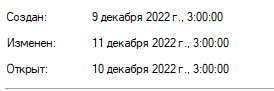 Создан: 9 декабря 2022 г., 3:00:00
Изменен: 11 декабря 2022 г., 3:00:00
Открыт: 10 декабря 2022 г., 3:00:00